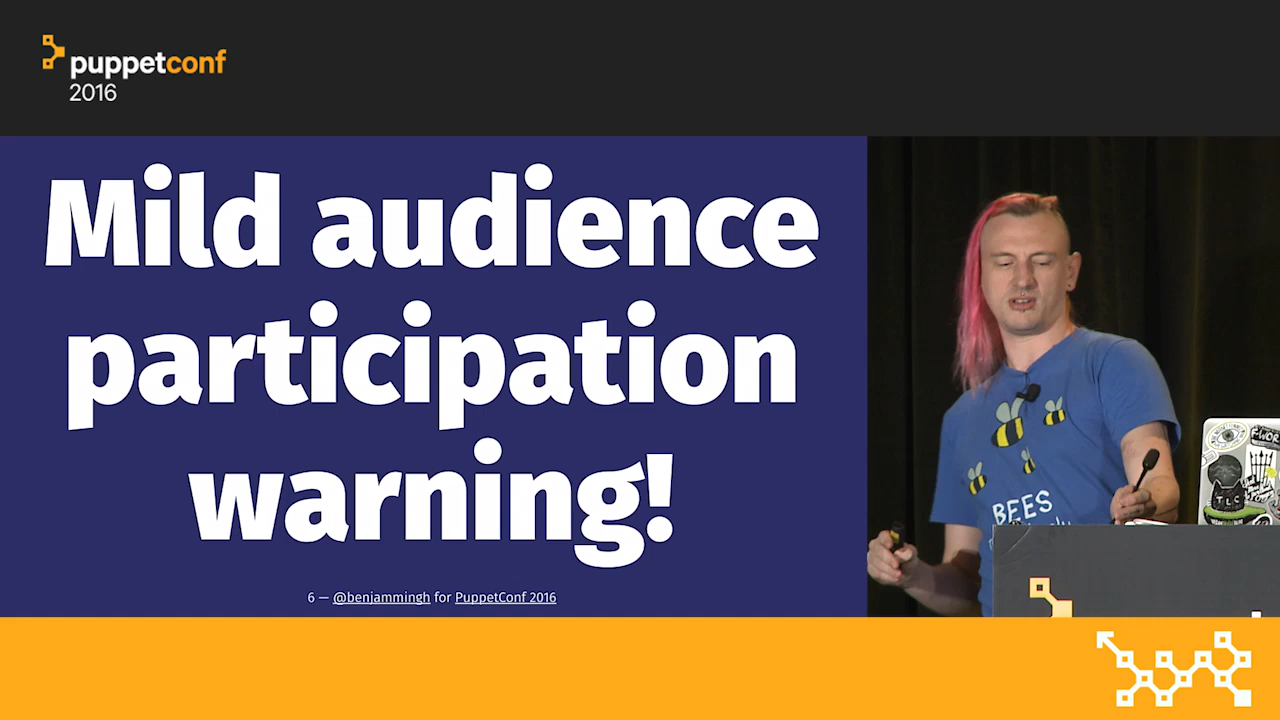 puppetconf
2016
Mild audience
participation
warning!
6 — @benjammingh for PuppetConf 2016
BEES
TLC